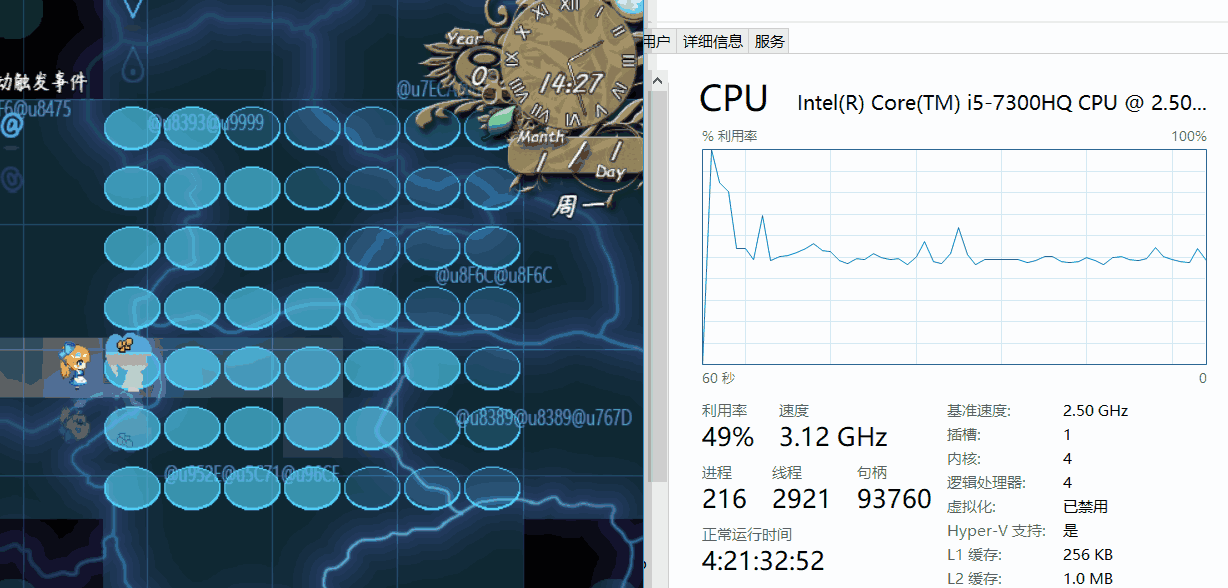 动触发事件
F6@u8475
@
@u8393@u9999
@u7ECA
Year
0
14:27
Month
1 / 1
Day
周一
@u8F6C@u8F6C
@u8389@u8389@u767D
@u952E@u5C71@u96CF
用户 详细信息 服务
CPU Intel(R) Core(TM) i5-7300HQ CPU @ 2.50...
% 利用率 100%
60 秒 0
利用率 速度
49% 3.12 GHz
进程 线程 句柄
216 2921 93760
正常运行时间
4:21:32:52
基准速度: 2.50 GHz
插槽: 1
内核: 4
逻辑处理器: 4
虚拟化: 已禁用
Hyper-V 支持: 是
L1 缓存: 256 KB
L2 缓存: 1.0 MB